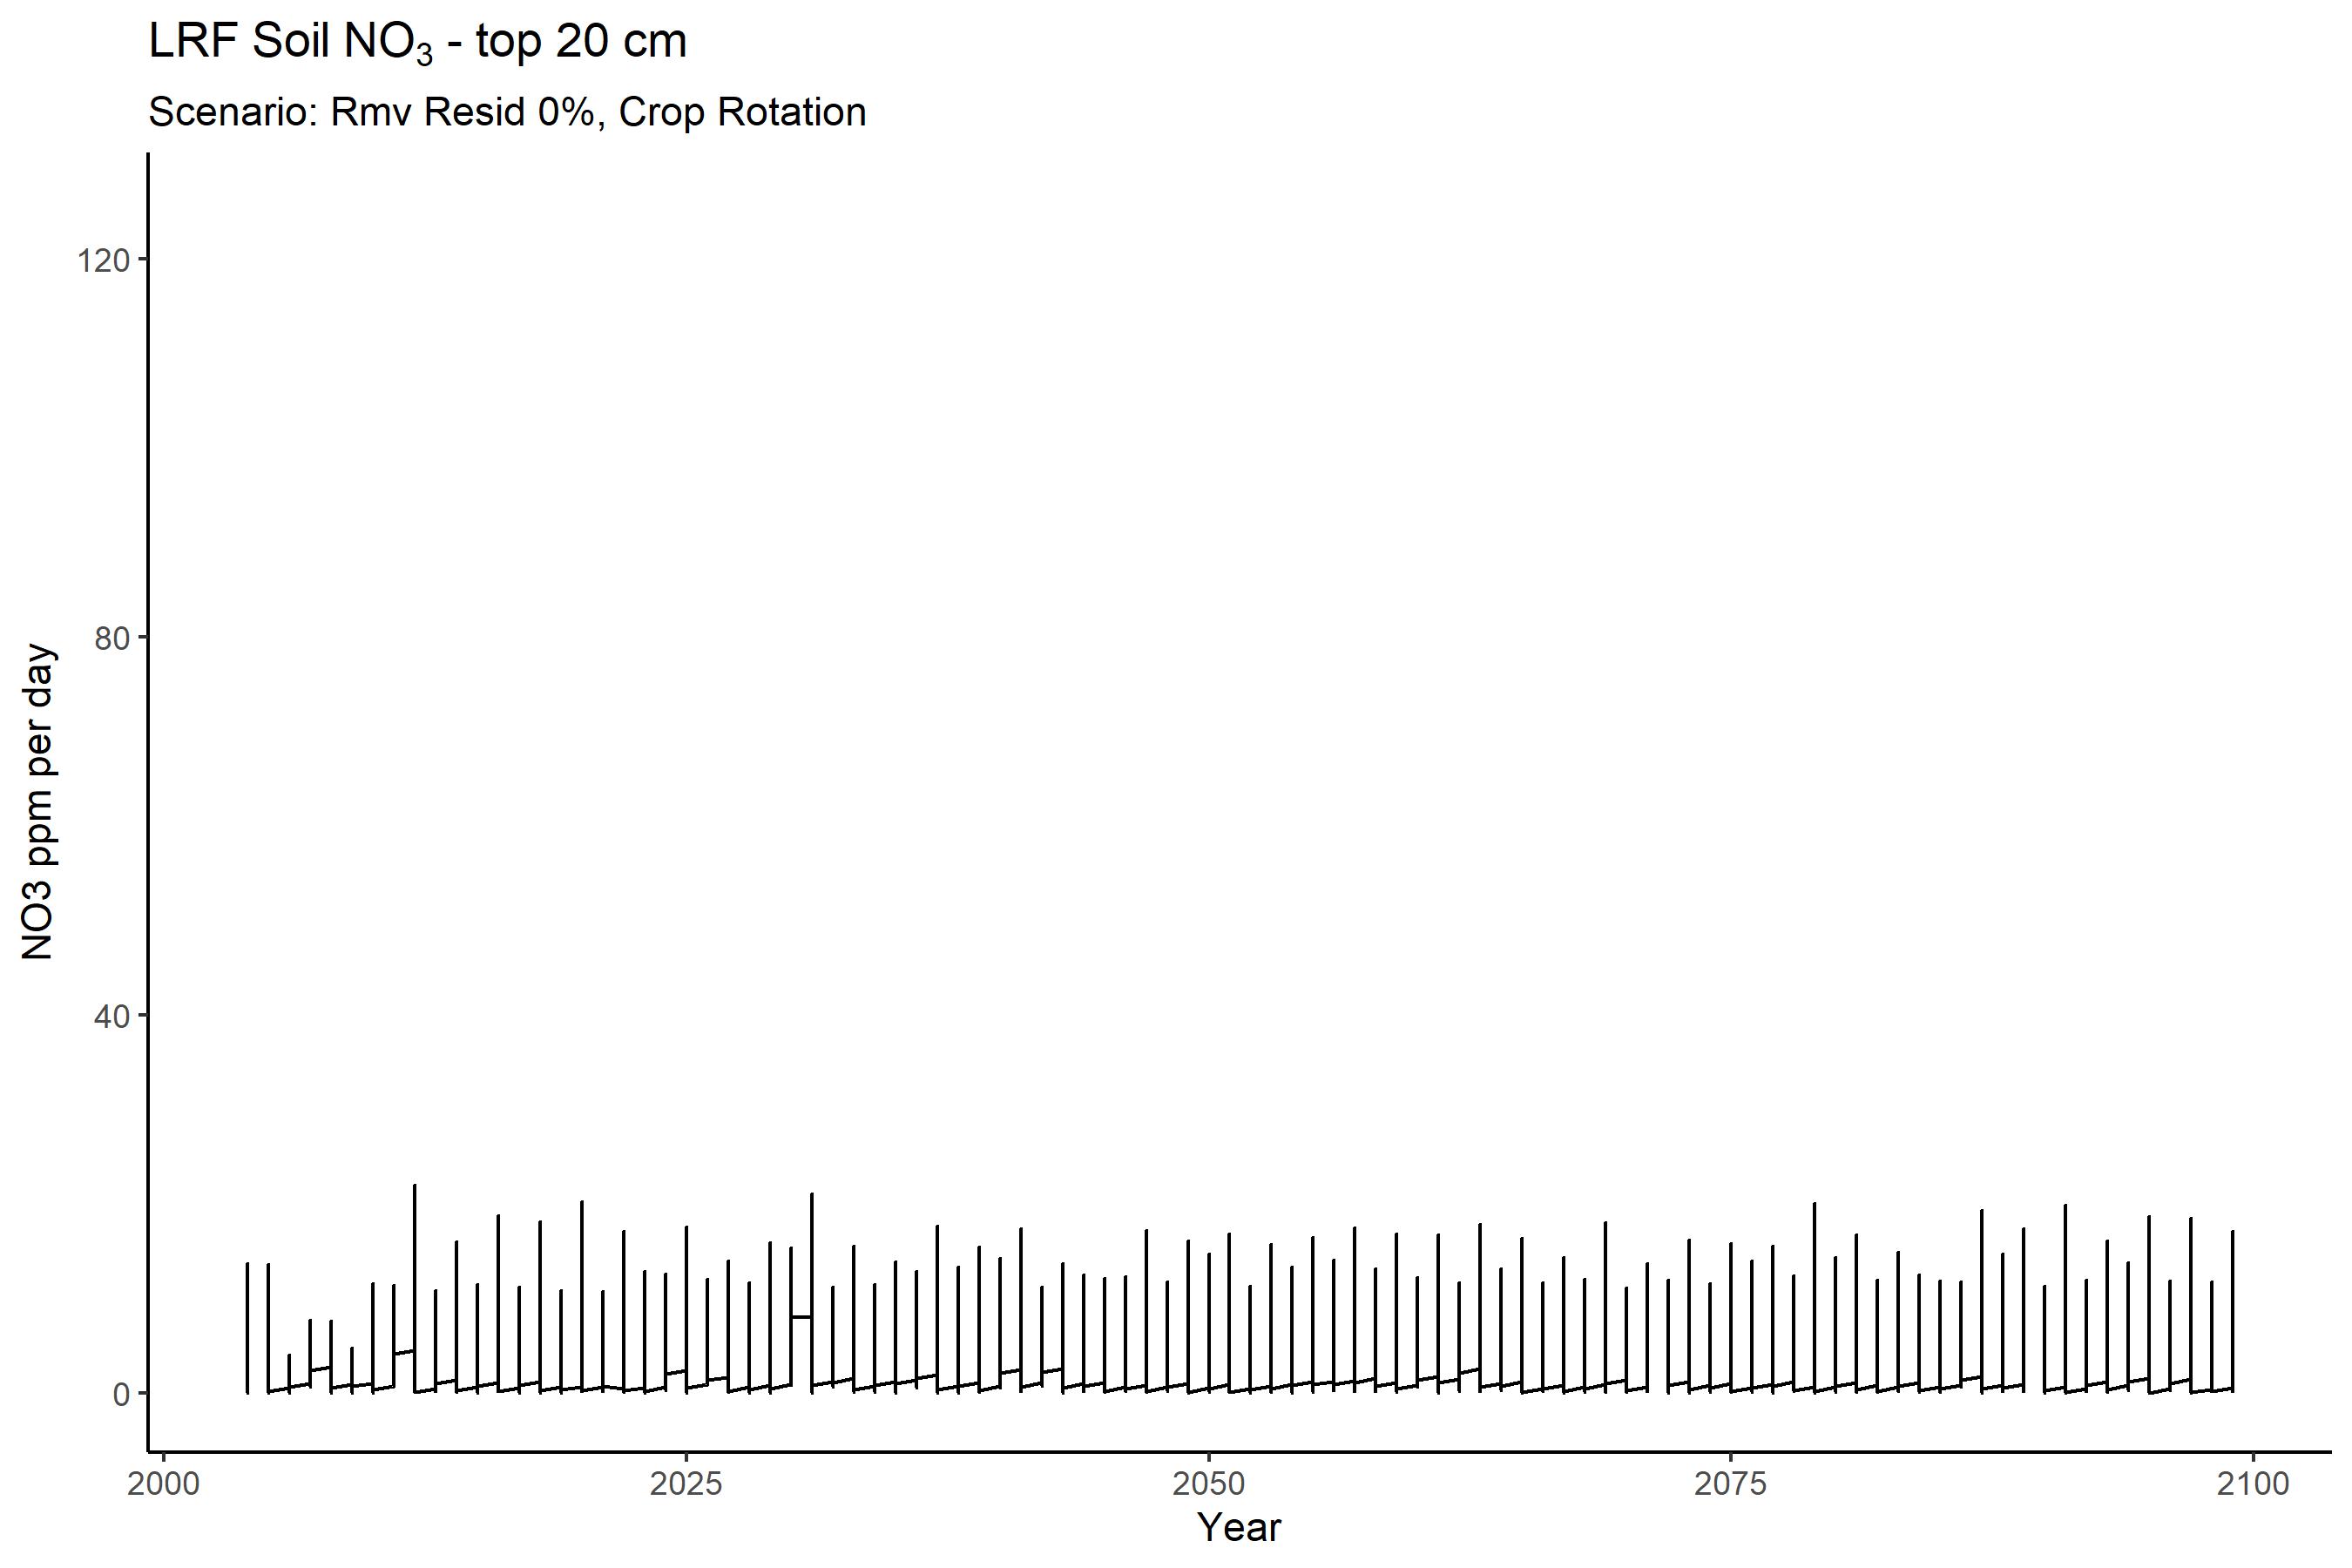 LRF Soil NO₃ - top 20 cm
Scenario: Rmv Resid 0%, Crop Rotation
NO3 ppm per day
120
80
40
0
2000 2025 2050 2075 2100
Year